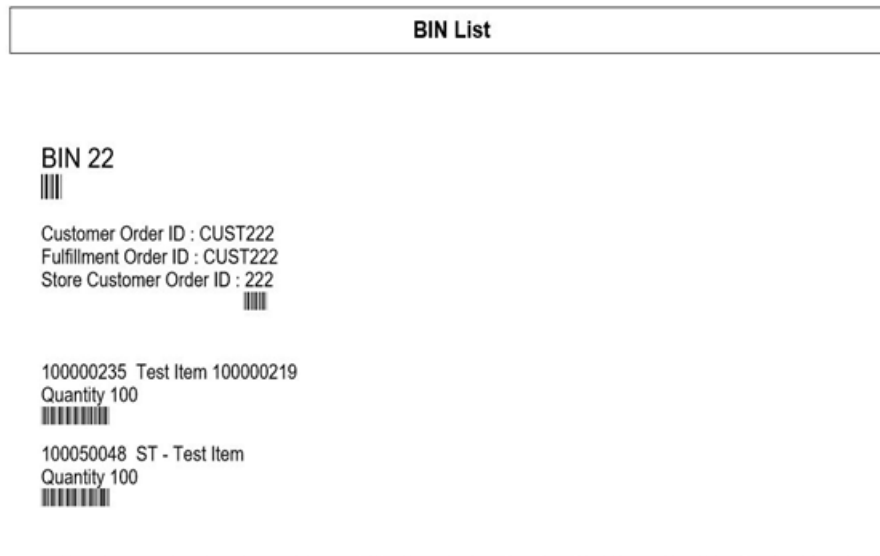 BIN List
BIN 22
Customer Order ID : CUST222
Fulfillment Order ID : CUST222
Store Customer Order ID : 222
100000235  Test Item 100000219
Quantity 100
100050048  ST - Test Item
Quantity 100